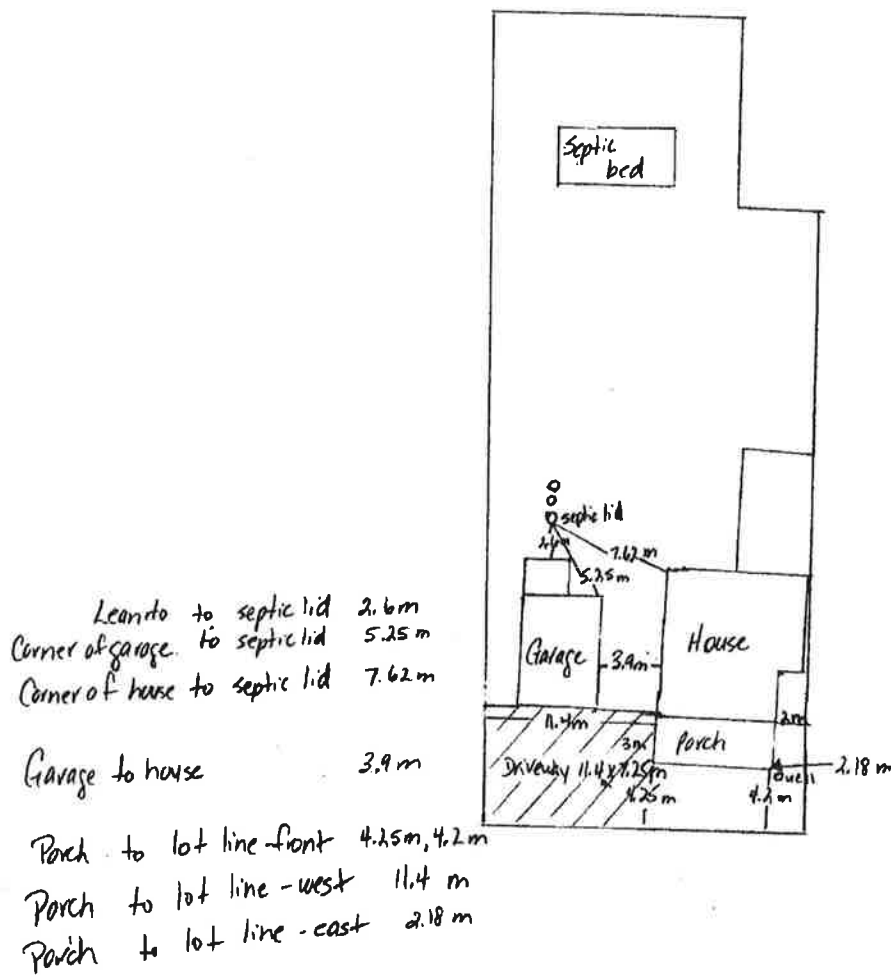 Septic
bed
septic lid
2.6m
7.62m
5.25m
Leanto to septic lid 2.6m
Corner of garage to septic lid 5.25m
Corner of house to septic lid 7.62m
Garage
3.9m
House
11.4m
2m
3m
Porch
Driveway 11.4 x 7.25m
2.18m
4.25m
4.2m
Garage to house 3.9m
Porch to lot line-front 4.25m, 4.2m
Porch to lot line-west 11.4 m
Porch to lot line-east 2.18m